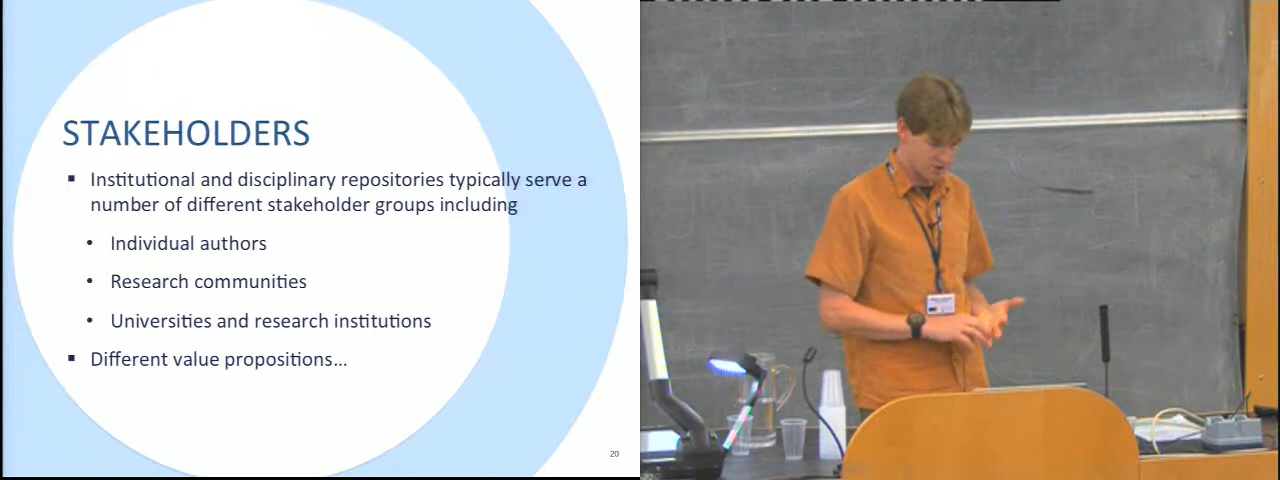 STAKEHOLDERS
▪ Institutional and disciplinary repositories typically serve a
number of different stakeholder groups including
• Individual authors
• Research communities
• Universities and research institutions
▪ Different value propositions...
20